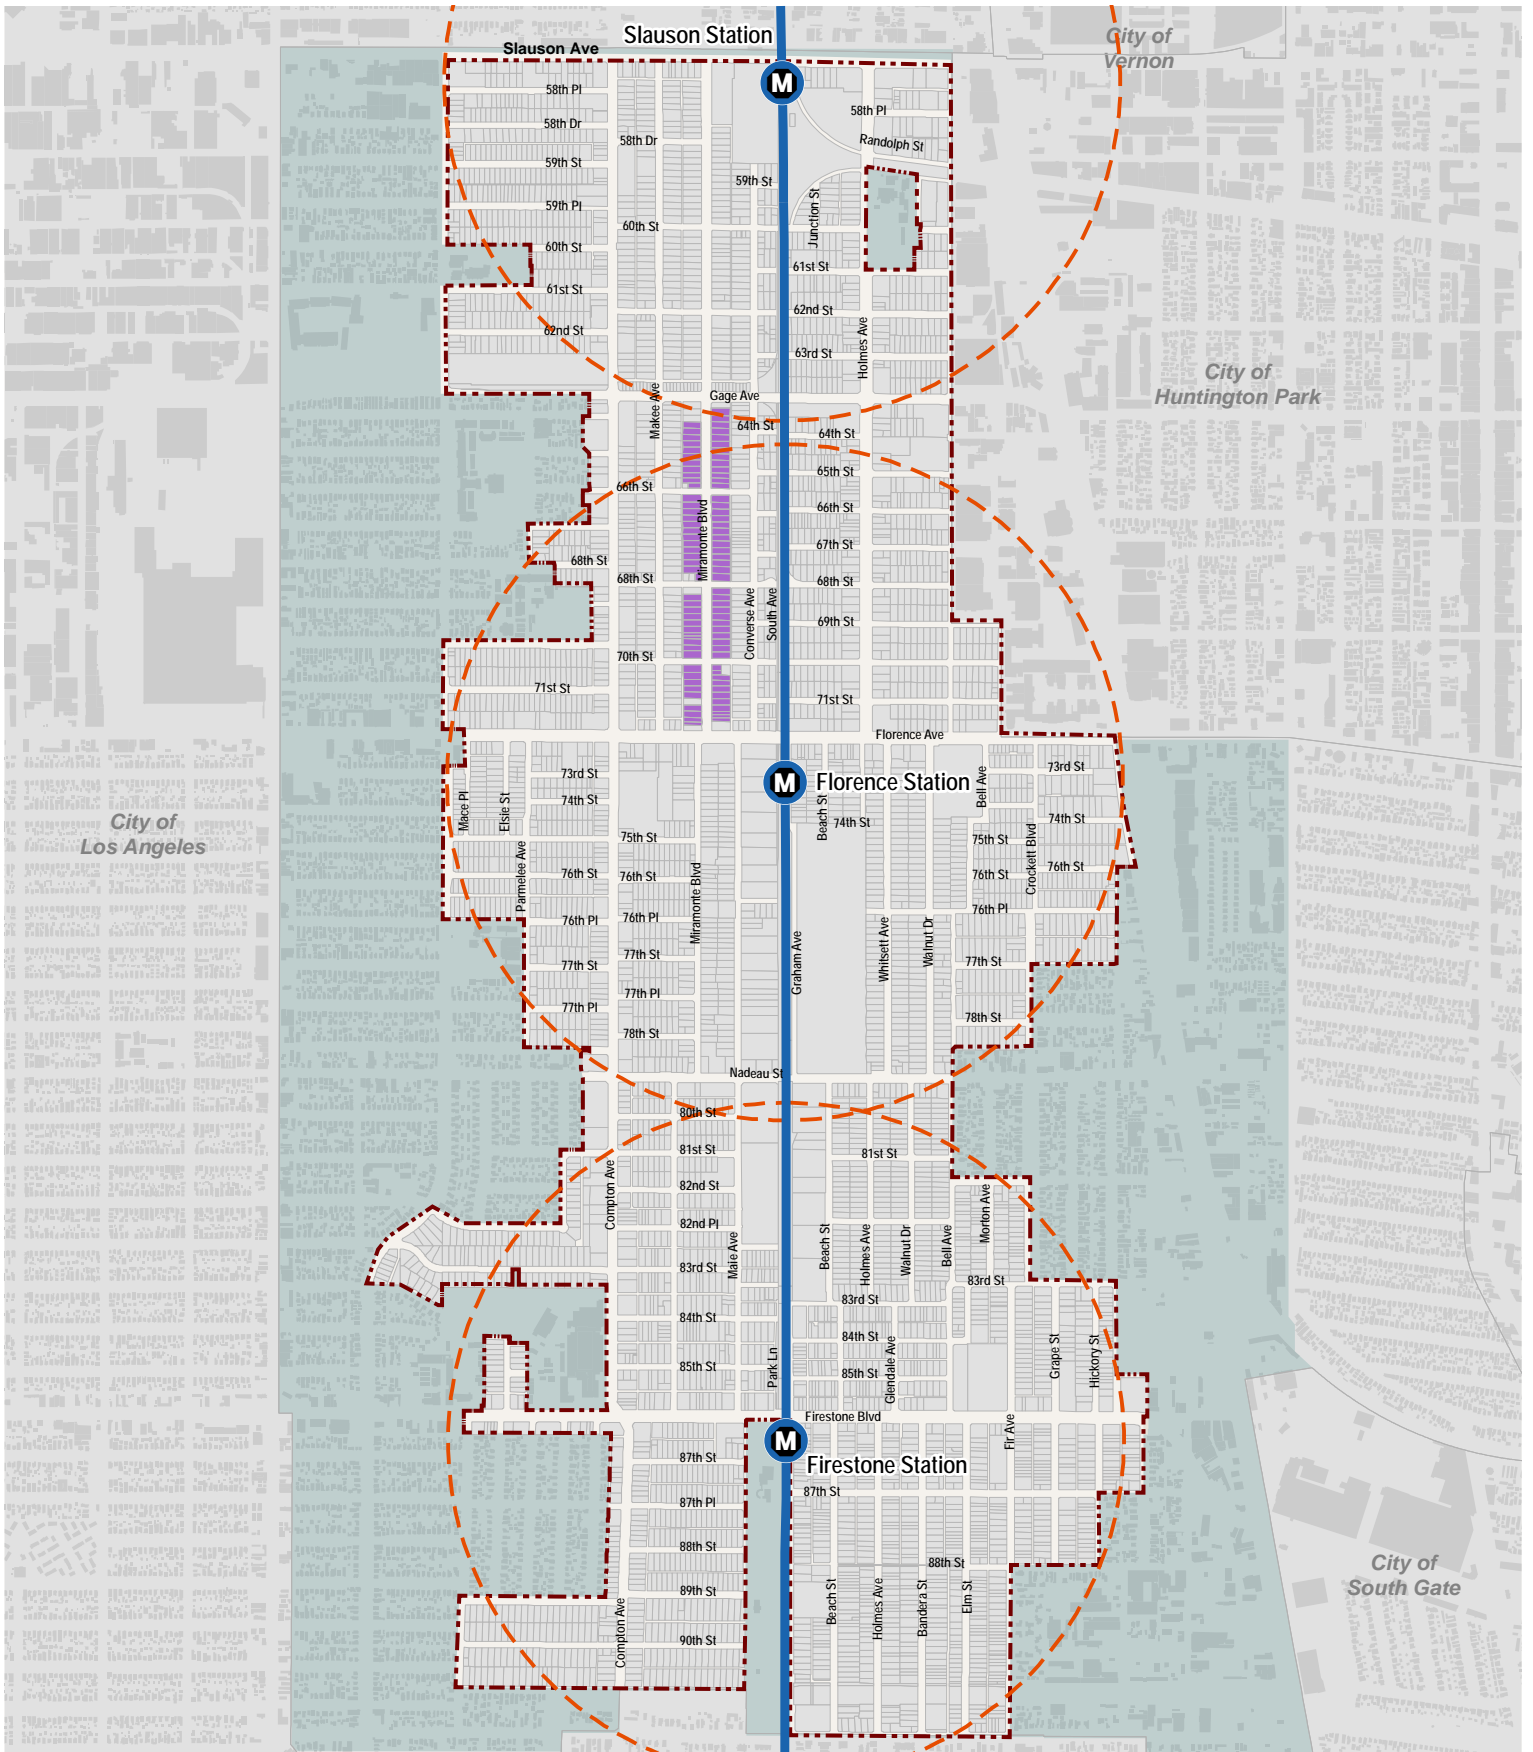 Slauson Station
City of
Vernon
Slauson Ave
M
58th Pl
58th Pl
58th Dr
58th Dr
Randolph St
59th St
59th St
59th Pl
Junction St
60th St
60th St
61st St
61st St
62nd St
62nd St
63rd St
Holmes Ave
City of
Huntington Park
Gage Ave
Makee Ave
64th St
64th St
65th St
66th St
66th St
Miramonte Blvd
67th St
68th St
68th St
68th St
Converse Ave
South Ave
69th St
70th St
71st St
71st St
Florence Ave
M
Florence Station
73rd St
73rd St
Bell Ave
74th St
Mace Pl
Elsie St
Beach St
74th St
74th St
City of
Los Angeles
75th St
75th St
Crockett Blvd
76th St
Parmelee Ave
76th St
76th St
76th St
Miramonte Blvd
76th Pl
76th Pl
76th Pl
Graham Ave
Whitsett Ave
Walnut Dr
77th St
77th St
77th St
77th Pl
77th Pl
78th St
78th St
Nadeau St
80th St
81st St
81st St
Compton Ave
82nd St
82nd Pl
Morton Ave
Maie Ave
Beach St
Holmes Ave
Walnut Dr
Bell Ave
83rd St
83rd St
83rd St
84th St
84th St
85th St
Park Ln
85th St
Glendale Ave
Grape St
Hickory St
Firestone Blvd
Fir Ave
M
Firestone Station
87th St
87th St
87th Pl
88th St
88th St
City of
South Gate
89th St
Beach St
Holmes Ave
Bandera St
Elm St
Compton Ave
90th St